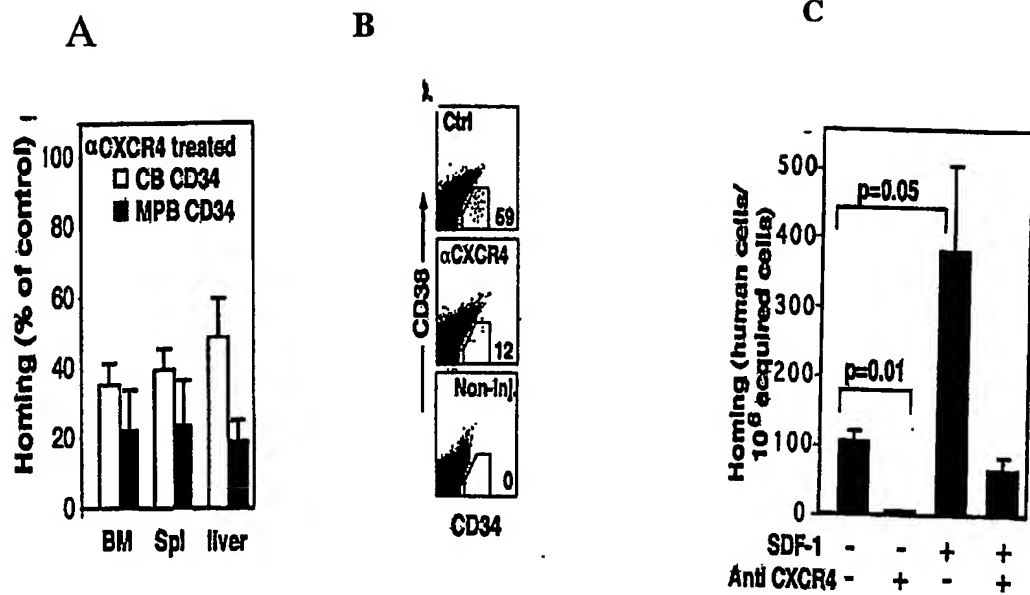 A
Homing (% of control)
100
80
60
40
20
0
αCXCR4 treated
CB CD34
MPB CD34
BM Spl liver
B
CD38
Ctrl
59
αCXCR4
12
Non-inj.
0
CD34
C
Homing (human cells/
10⁶ acquired cells)
500
400
300
200
100
0
p=0.05
p=0.01
SDF-1 - - + +
Anti CXCR4 - + - +